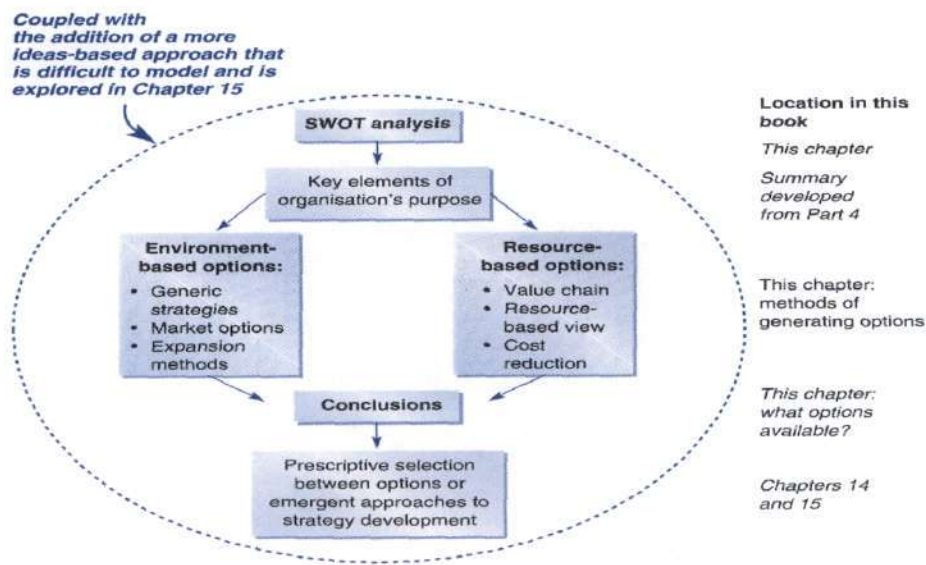 Coupled with
the addition of a more
ideas-based approach that
is difficult to model and is
explored in Chapter 15
SWOT analysis
Key elements of
organisation's purpose
Environment-
based options:
• Generic
strategies
• Market options
• Expansion
methods
Resource-
based options:
• Value chain
• Resource-
based view
• Cost
reduction
Conclusions
Prescriptive selection
between options or
emergent approaches to
strategy development
Location in this
book
This chapter
Summary
developed
from Part 4
This chapter:
methods of
generating options
This chapter:
what options
available?
Chapters 14
and 15